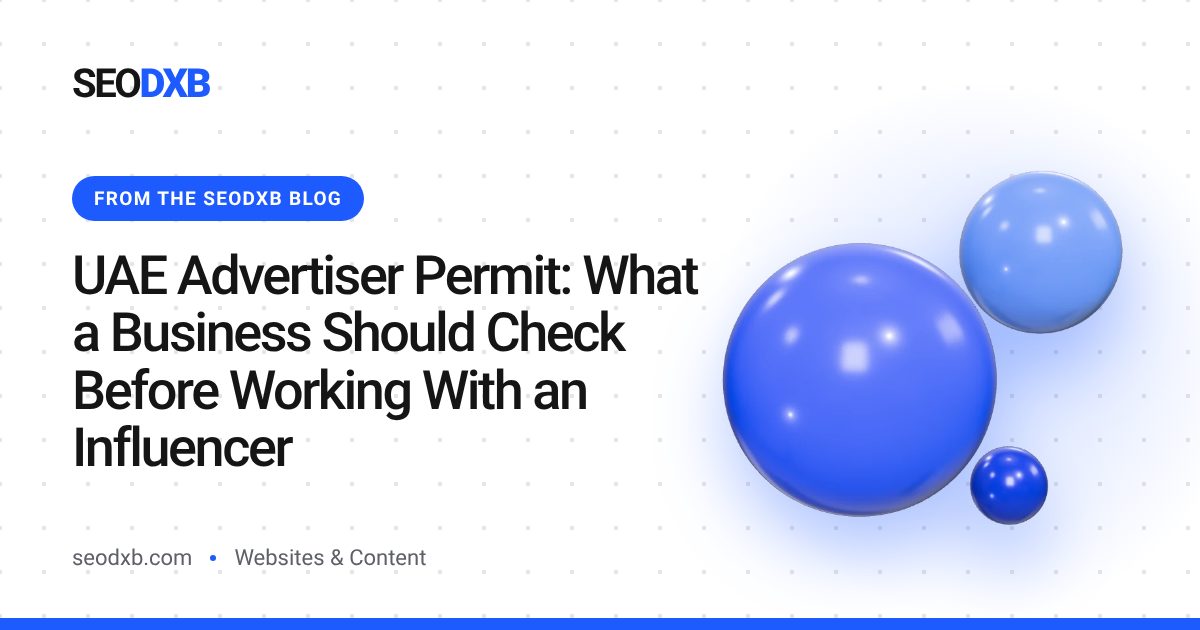 SEODXB
FROM THE SEODXB BLOG
UAE Advertiser Permit: What
a Business Should Check
Before Working With an
Influencer
seodxb.com • Websites & Content